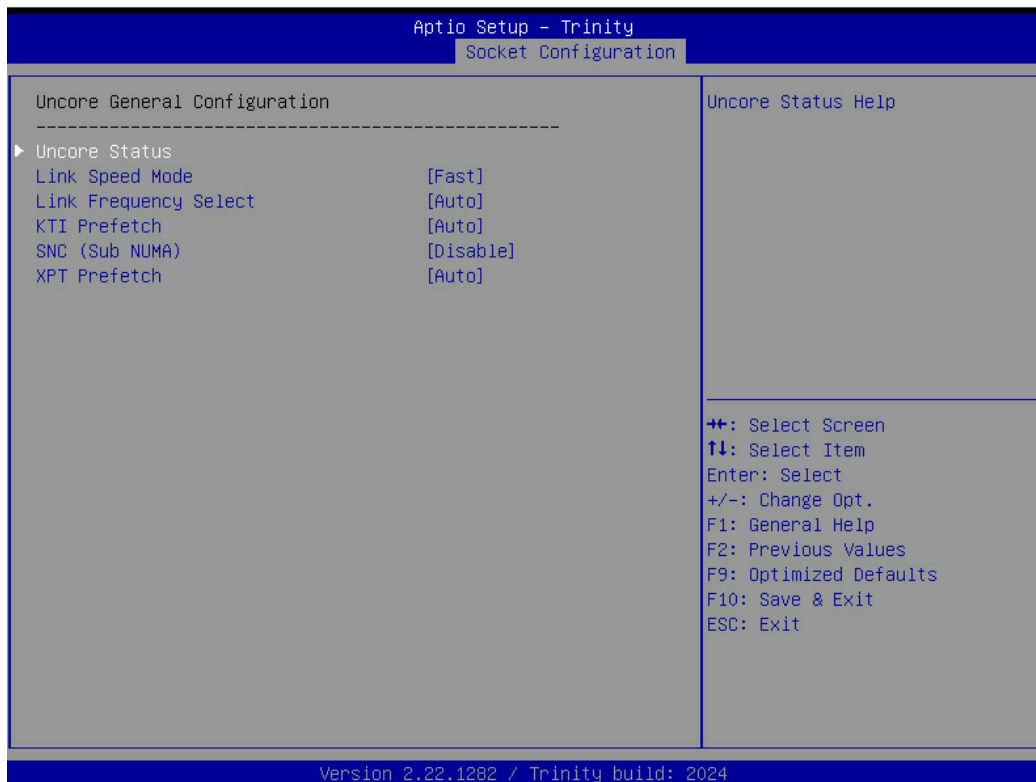 Aptio Setup – Trinity
Socket Configuration
Uncore General Configuration
--------------------------------------------------
Uncore Status
Link Speed Mode [Fast]
Link Frequency Select [Auto]
KTI Prefetch [Auto]
SNC (Sub NUMA) [Disable]
XPT Prefetch [Auto]
Uncore Status Help
→←: Select Screen
↑↓: Select Item
Enter: Select
+/-: Change Opt.
F1: General Help
F2: Previous Values
F9: Optimized Defaults
F10: Save & Exit
ESC: Exit
Version 2.22.1282 / Trinity build: 2024